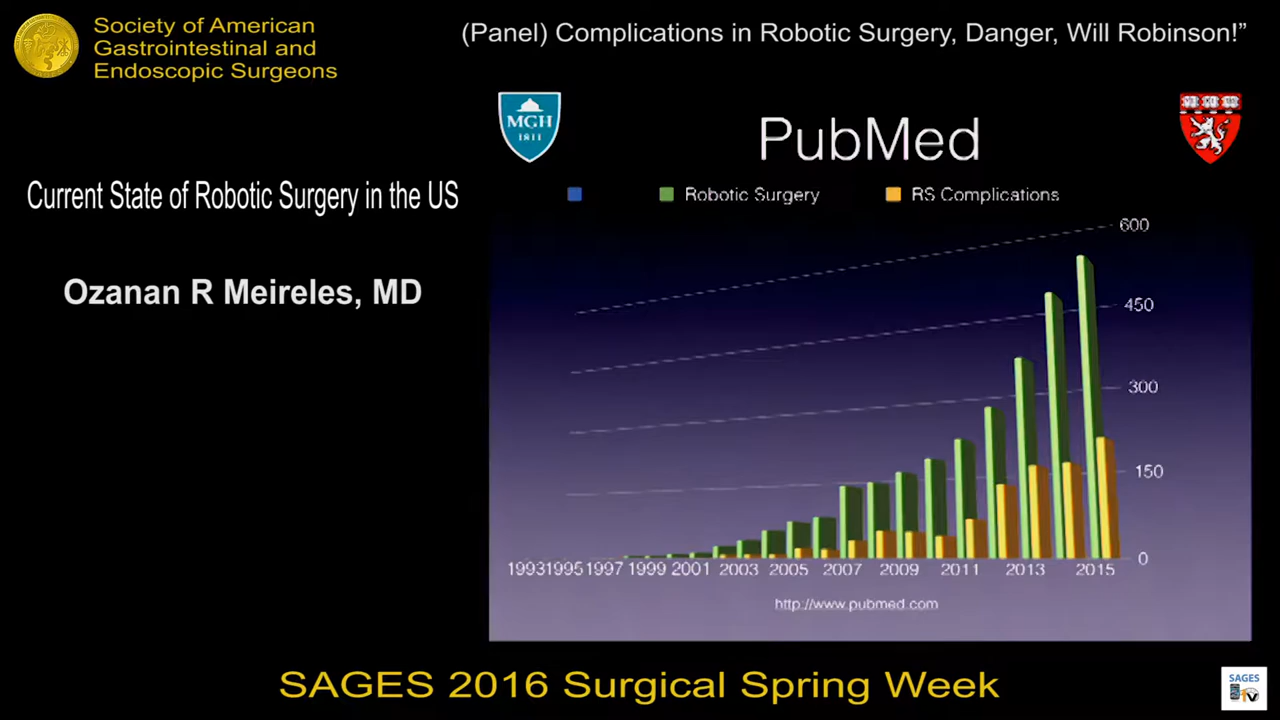 Society of American
Gastrointestinal and
Endoscopic Surgeons
(Panel) Complications in Robotic Surgery, Danger, Will Robinson!”
MGH
1811
PubMed
Current State of Robotic Surgery in the US
Robotic Surgery
RS Complications
600
Ozanan R Meireles, MD
450
300
150
0
1993 1995 1997 1999 2001 2003 2005 2007 2009 2011 2013 2015
http://www.pubmed.com
SAGES 2016 Surgical Spring Week
SAGES
TV